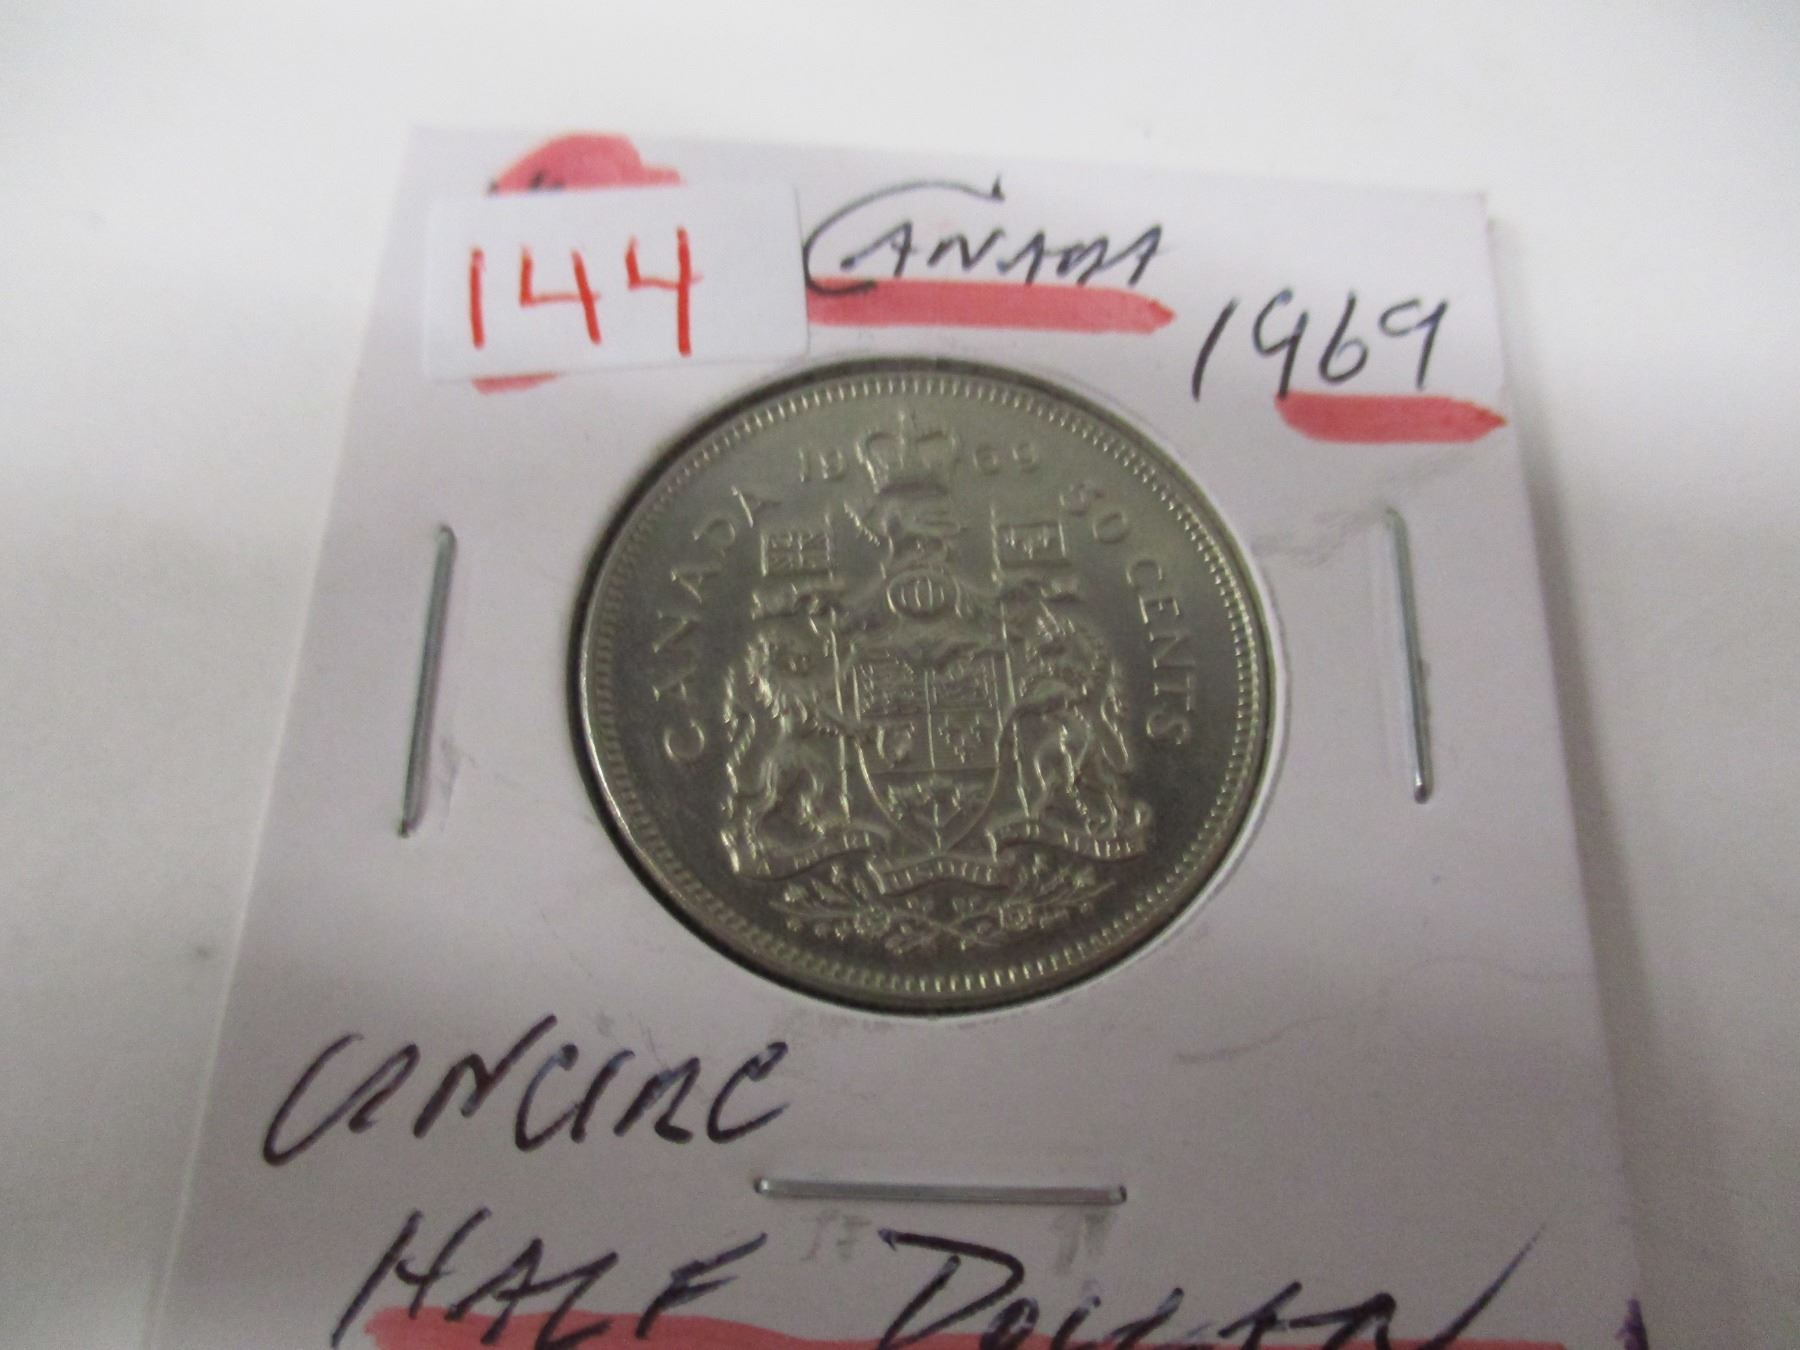 144
CANADA
1969
CANADA 1969 50 CENTS
UNCIRC
HALF DOLLAR